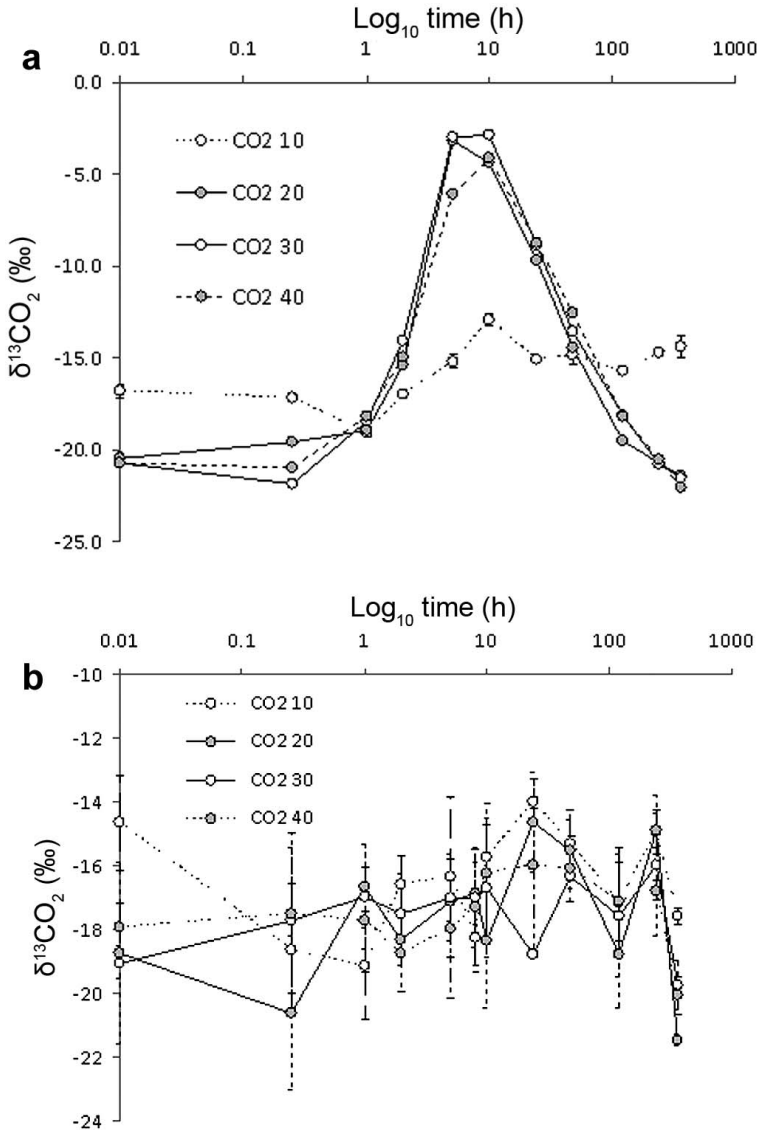 Log10 time (h)
0.01 0.1 1 10 100 1000
a
0.0
-5.0
-10.0
-15.0
-20.0
-25.0
δ13CO2 (‰)
CO2 10
CO2 20
CO2 30
CO2 40
Log10 time (h)
0.01 0.1 1 10 100 1000
b
-10
-12
-14
-16
-18
-20
-22
-24
δ13CO2 (‰)
CO2 10
CO2 20
CO2 30
CO2 40